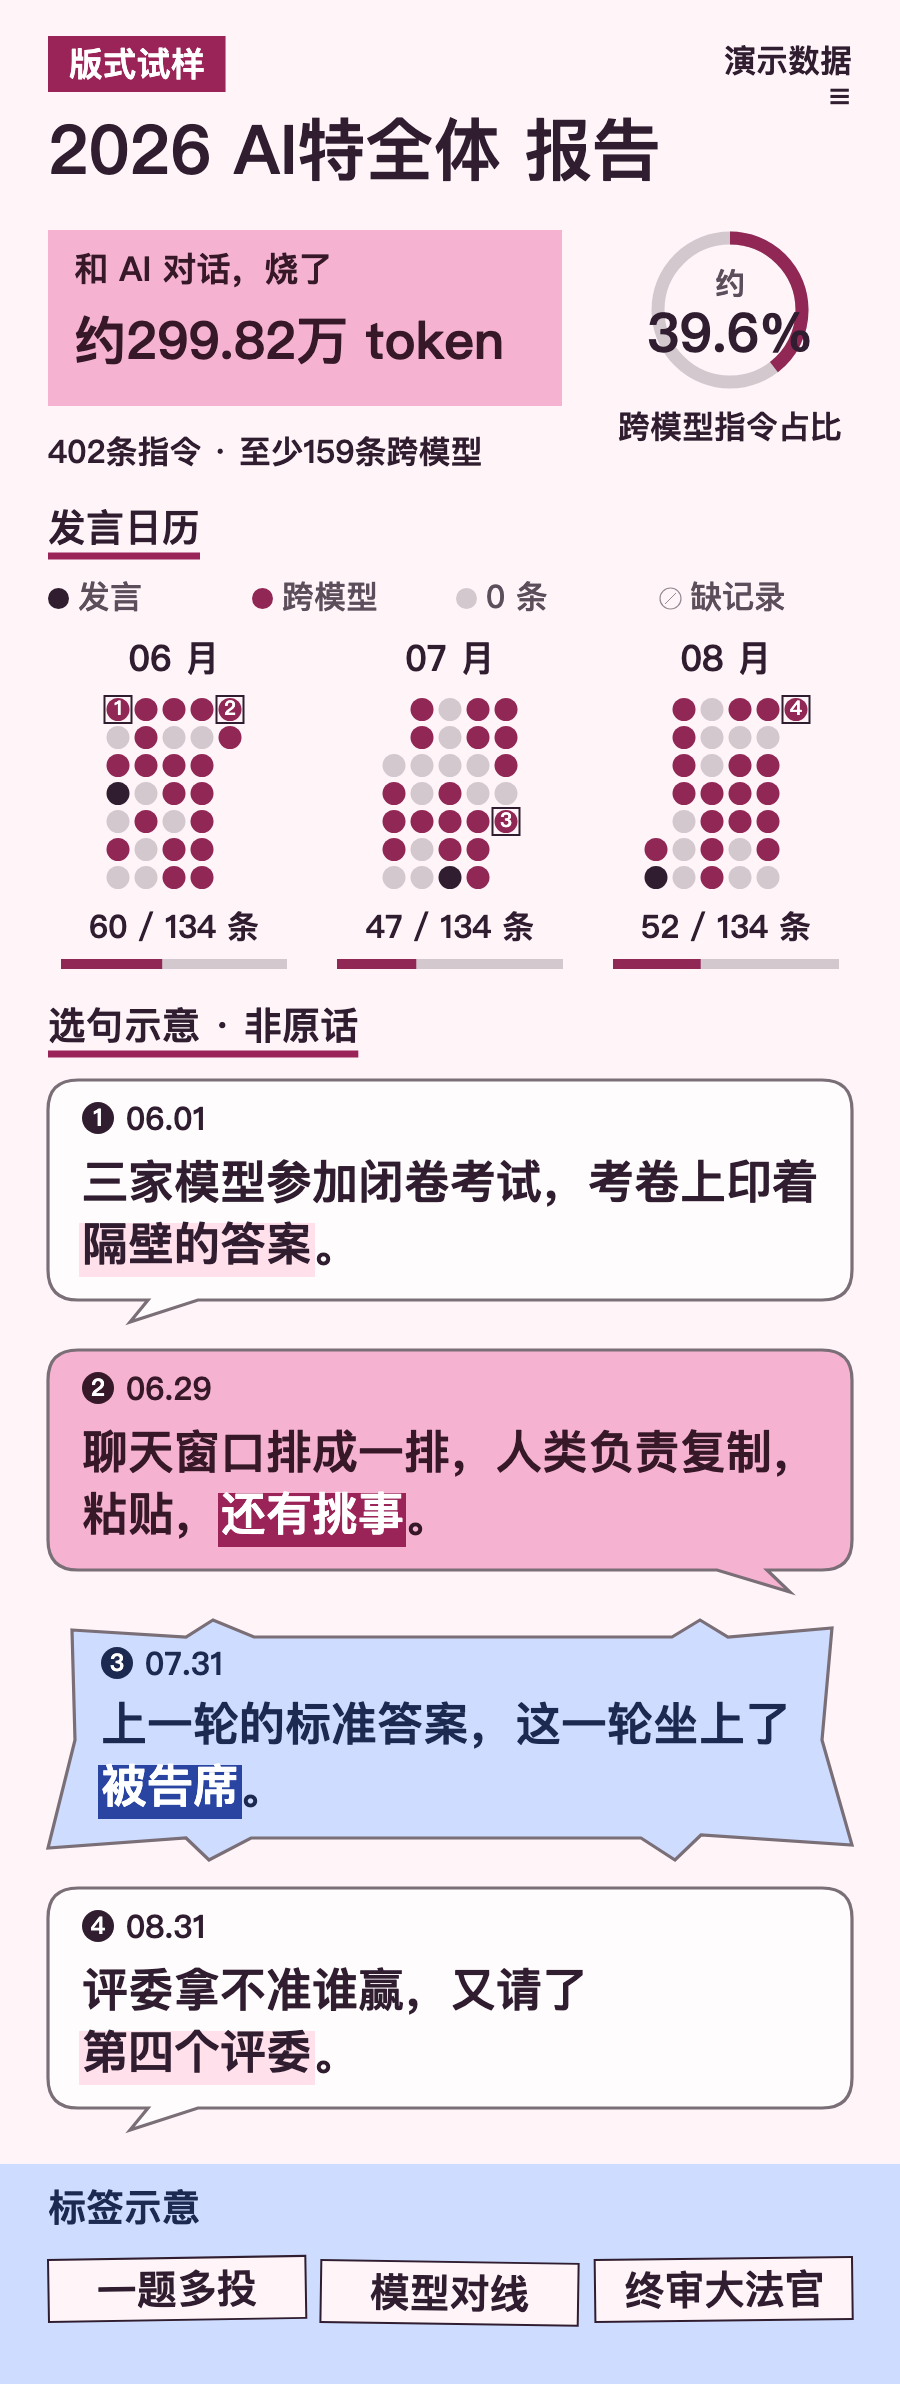 版式试样
演示数据
≡
2026 AI特全体 报告
和 AI 对话，烧了
约299.82万 token
约
39.6%
跨模型指令占比
402条指令 · 至少159条跨模型
发言日历
发言 跨模型 0 条 缺记录
06 月 07 月 08 月
1 2 4
3
60 / 134 条 47 / 134 条 52 / 134 条
选句示意 · 非原话
1 06.01
三家模型参加闭卷考试，考卷上印着
隔壁的答案。
2 06.29
聊天窗口排成一排，人类负责复制，
粘贴，还有挑事。
3 07.31
上一轮的标准答案，这一轮坐上了
被告席。
4 08.31
评委拿不准谁赢，又请了
第四个评委。
标签示意
一题多投 模型对线 终审大法官